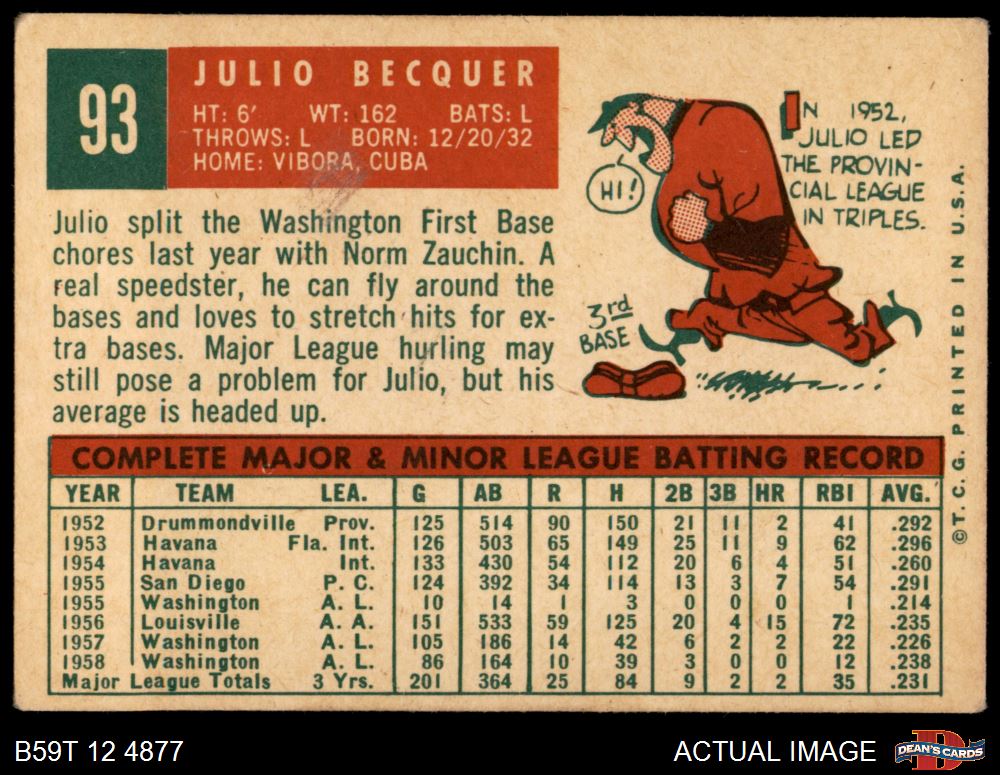 93
JULIO BECQUER
HT: 6' WT: 162 BATS: L
THROWS: L BORN: 12/20/32
HOME: VIBORA, CUBA
Julio split the Washington First Base
chores last year with Norm Zauchin. A
real speedster, he can fly around the
bases and loves to stretch hits for ex-
tra bases. Major League hurling may
still pose a problem for Julio, but his
average is headed up.
HI!
IN 1952,
JULIO LED
THE PROVIN-
CIAL LEAGUE
IN TRIPLES.
3rd
BASE
COMPLETE MAJOR & MINOR LEAGUE BATTING RECORD
YEAR TEAM LEA. G AB R H 2B 3B HR RBI AVG.
1952 Drummondville Prov. 125 514 90 150 21 11 2 41 .292
1953 Havana Fla. Int. 126 503 65 149 25 11 9 62 .296
1954 Havana Int. 133 430 54 112 20 6 4 51 .260
1955 San Diego P. C. 124 392 34 114 13 3 7 54 .291
1955 Washington A. L. 10 14 1 3 0 0 0 1 .214
1956 Louisville A. A. 151 533 59 125 20 4 15 72 .235
1957 Washington A. L. 105 186 14 42 6 2 2 22 .226
1958 Washington A. L. 86 164 10 39 3 0 0 12 .238
Major League Totals 3 Yrs. 201 364 25 84 9 2 2 35 .231
©T. C. G. PRINTED IN U.S.A.
B59T 12 4877
ACTUAL IMAGE
D
DEAN'S CARDS